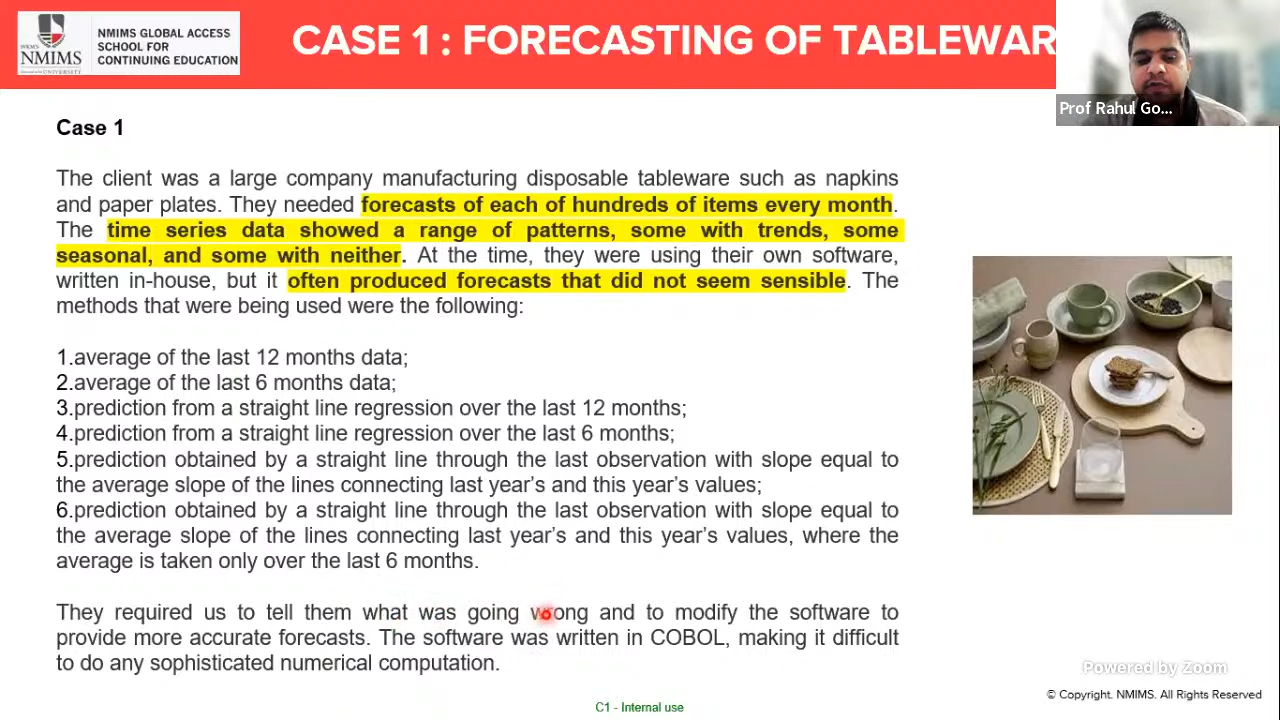 NMIMS GLOBAL ACCESS
SCHOOL FOR
CONTINUING EDUCATION
SVKM'S
NMIMS
CASE 1 : FORECASTING OF TABLEWAR
Prof Rahul Go...
Case 1
The client was a large company manufacturing disposable tableware such as napkins
and paper plates. They needed forecasts of each of hundreds of items every month.
The time series data showed a range of patterns, some with trends, some
seasonal, and some with neither. At the time, they were using their own software,
written in-house, but it often produced forecasts that did not seem sensible. The
methods that were being used were the following:
1.average of the last 12 months data;
2.average of the last 6 months data;
3.prediction from a straight line regression over the last 12 months;
4.prediction from a straight line regression over the last 6 months;
5.prediction obtained by a straight line through the last observation with slope equal to
the average slope of the lines connecting last year's and this year's values;
6.prediction obtained by a straight line through the last observation with slope equal to
the average slope of the lines connecting last year's and this year's values, where the
average is taken only over the last 6 months.
They required us to tell them what was going wrong and to modify the software to
provide more accurate forecasts. The software was written in COBOL, making it difficult
to do any sophisticated numerical computation.
Powered by Zoom
© Copyright. NMIMS. All Rights Reserved
C1 - Internal use